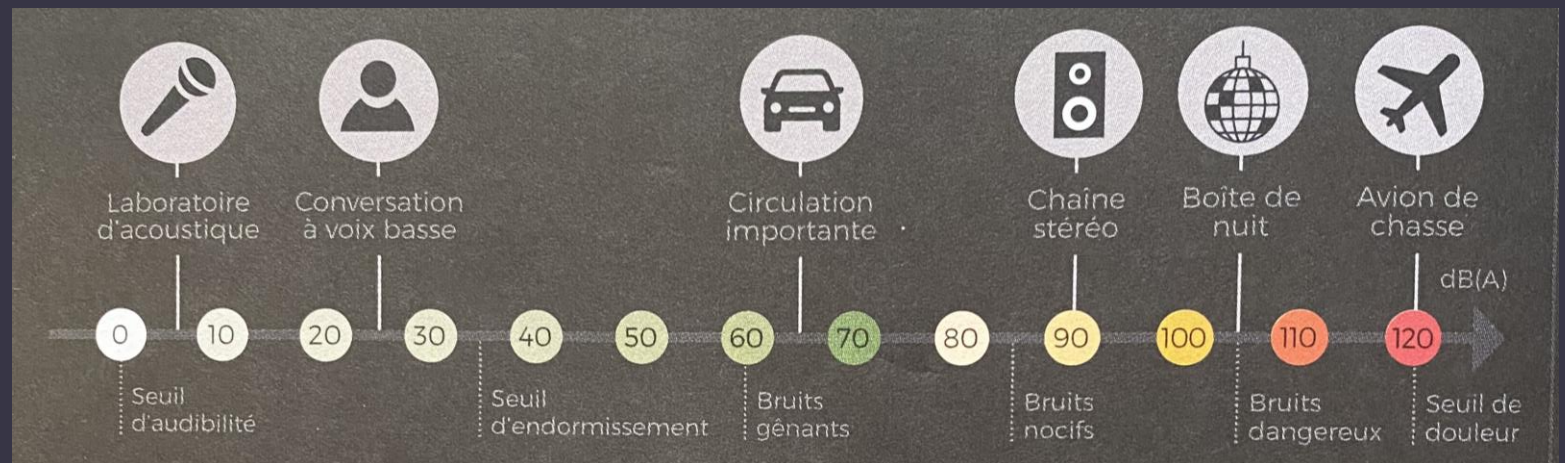 Laboratoire
d'acoustique
Conversation
à voix basse
Circulation
importante
Chaîne
stéréo
Boîte de
nuit
Avion de
chasse
dB(A)
0 10 20 30 40 50 60 70 80 90 100 110 120
Seuil
d'audibilité
Seuil
d'endormissement
Bruits
gênants
Bruits
nocifs
Bruits
dangereux
Seuil de
douleur